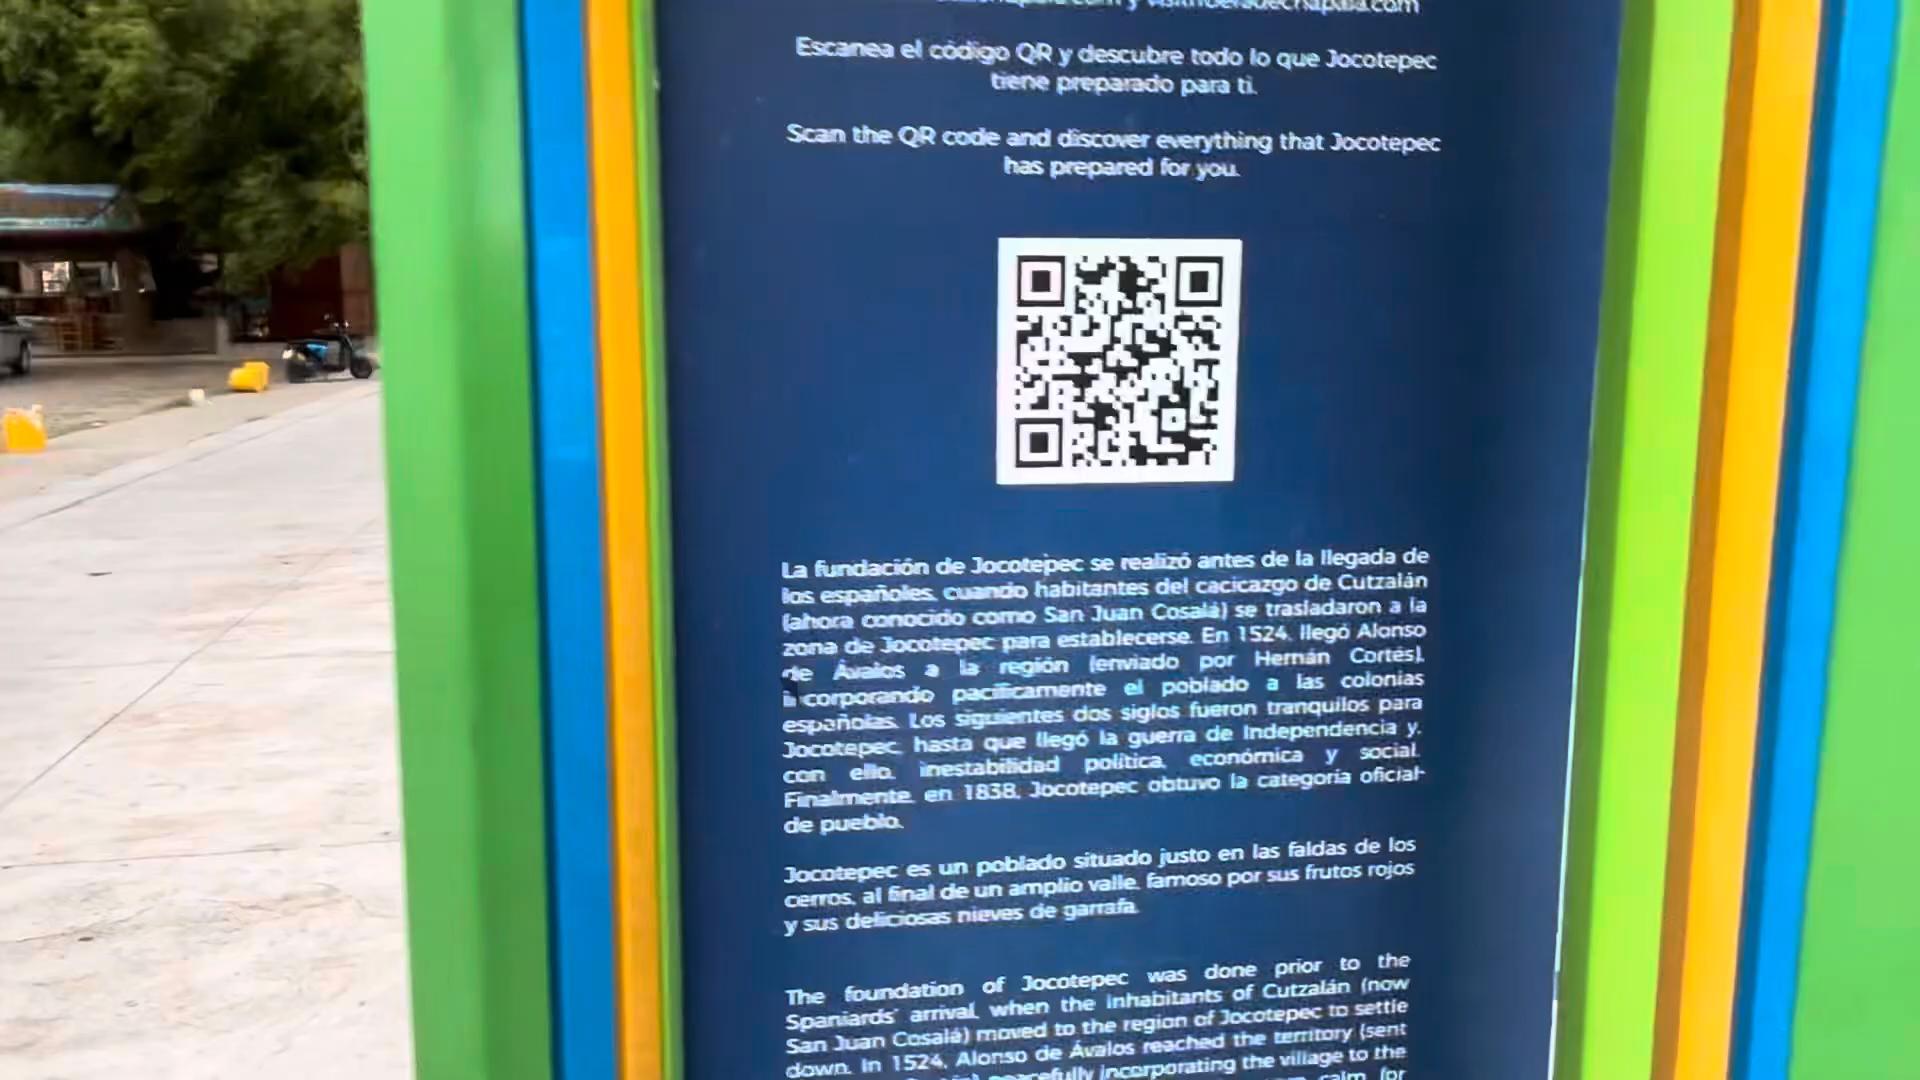 y
Escanea el código QR y descubre todo lo que Jocotepec
tiene preparado para ti.
Scan the QR code and discover everything that Jocotepec
has prepared for you.
La fundación de Jocotepec se realizó antes de la llegada de
los españoles, cuando habitantes del cacicazgo de Cutzalán
(ahora conocido como San Juan Cosalá) se trasladaron a la
zona de Jocotepec para establecerse. En 1524, llegó Alonso
de Ávalos a la región (enviado por Hernán Cortés),
incorporando pacíficamente el poblado a las colonias
españolas. Los siguientes dos siglos fueron tranquilos para
Jocotepec, hasta que llegó la guerra de Independencia y,
con ello, inestabilidad política, económica y social.
Finalmente, en 1838, Jocotepec obtuvo la categoría oficial
de pueblo.
Jocotepec es un poblado situado justo en las faldas de los
cerros, al final de un amplio valle, famoso por sus frutos rojos
y sus deliciosas nieves de garrafa.
The foundation of Jocotepec was done prior to the
Spaniards' arrival, when the inhabitants of Cutzalán (now
San Juan Cosalá) moved to the region of Jocotepec to settle
down. In 1524, Alonso de Ávalos reached the territory (sent
peacefully incorporating the village to the
calm for